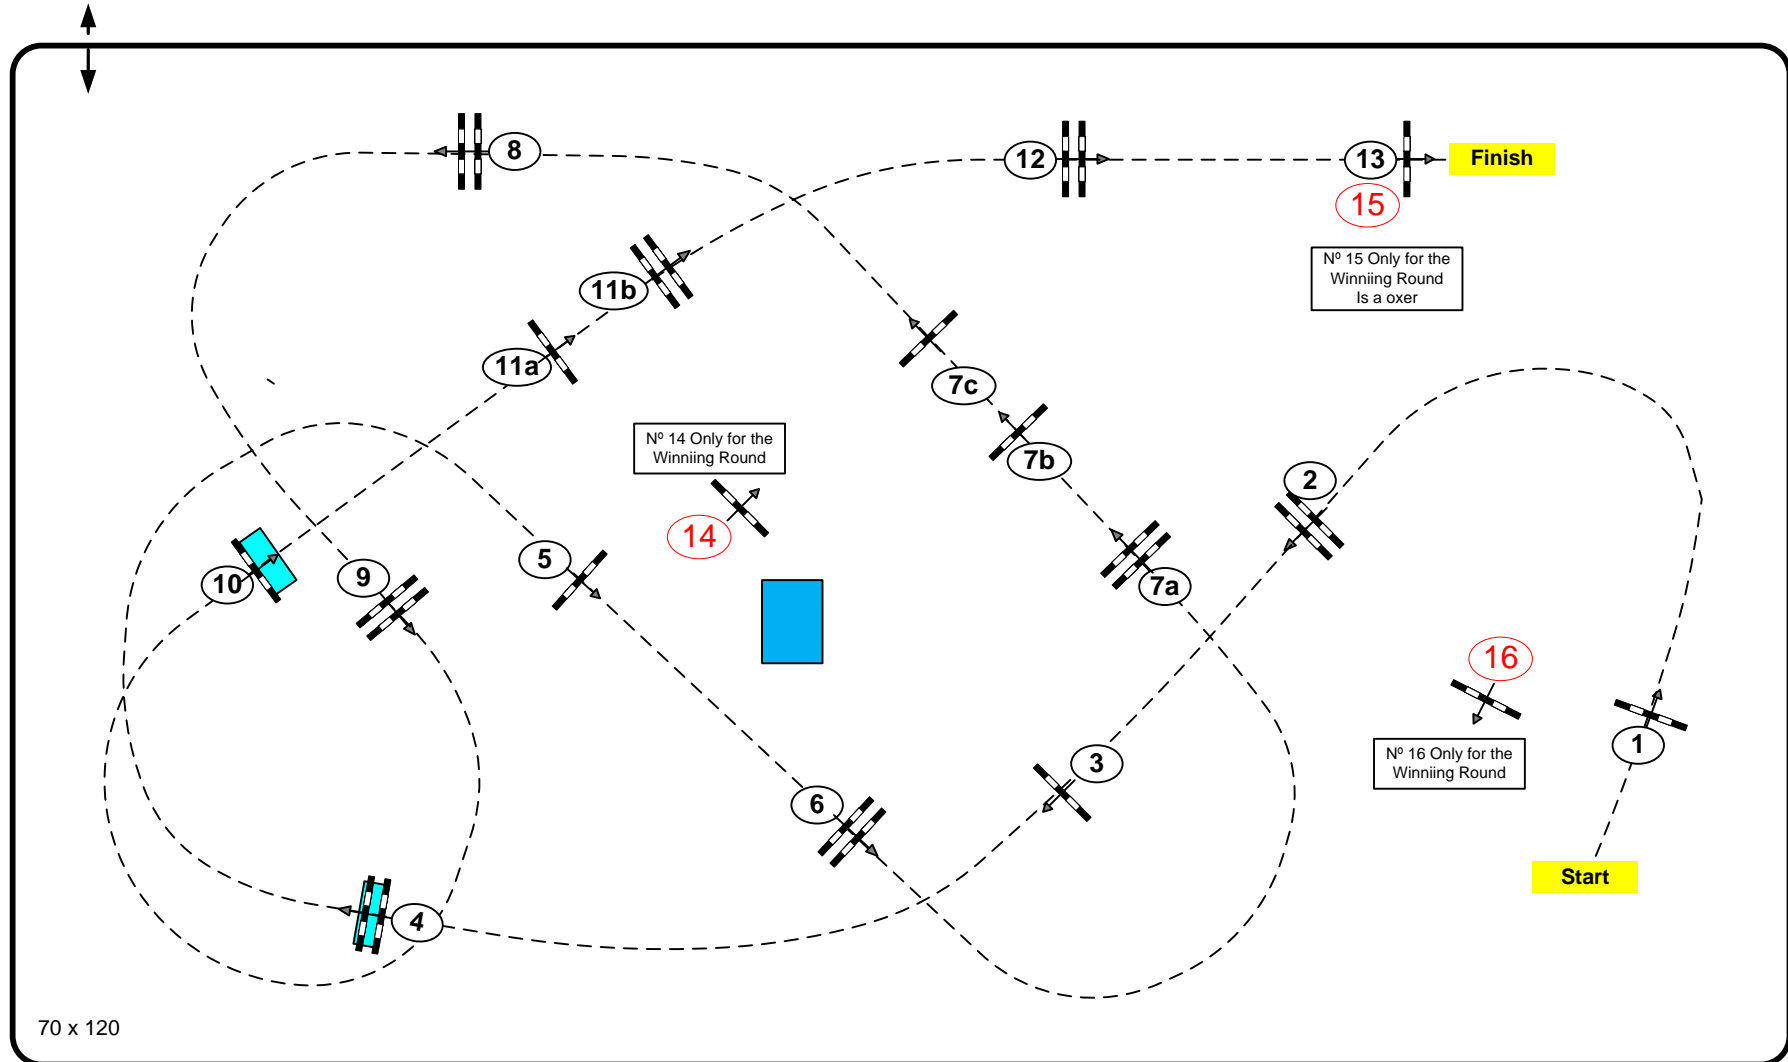 8
12
13
Finish
15
Nº 15 Only for the
Winniing Round
Is a oxer
11b
11a
7c
Nº 14 Only for the
Winniing Round
7b
2
14
5
10
9
7a
16
1
Nº 16 Only for the
Winniing Round
3
6
Start
4
70 x 120